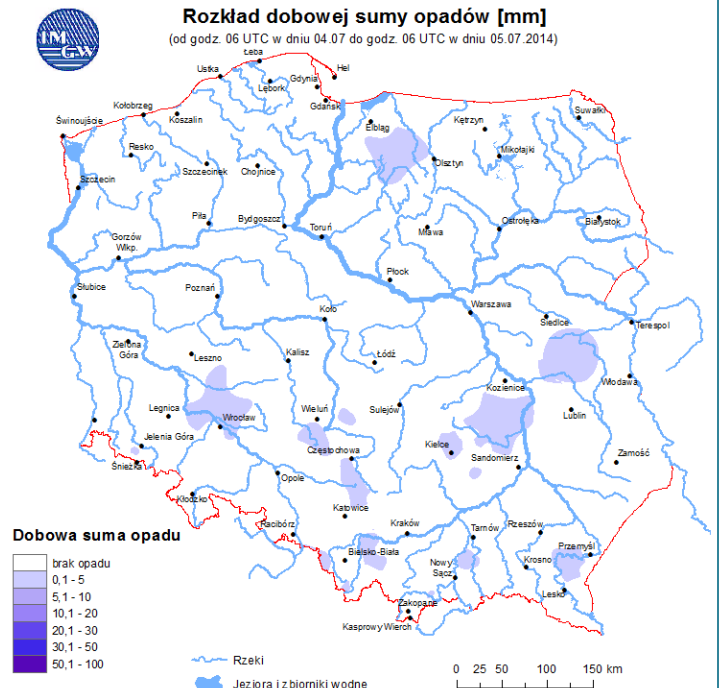 Rozkład dobowej sumy opadów [mm]
(od godz. 06 UTC w dniu 04.07 do godz. 06 UTC w dniu 05.07.2014)
IM
GW
Łeba
Hel
Ustka
Gdynia
Lębork
Gdańsk
Kołobrzeg
Koszalin
Suwałki
Świnoujście
Elbląg
Kętrzyn
Resko
Mikołajki
Szczecinek
Chojnice
Olsztyn
Szczecin
Piła
Bydgoszcz
Toruń
Mława
Ostrołęka
Białystok
Gorzów
Wlkp.
Płock
Słubice
Poznań
Koło
Warszawa
Siedlce
Terespol
Zielona
Góra
Leszno
Kalisz
Łódź
Kozienice
Włodawa
Legnica
Wrocław
Wieluń
Sulejów
Lublin
Jelenia Góra
Częstochowa
Kielce
Sandomierz
Zamość
Śnieżka
Opole
Kłodzko
Katowice
Racibórz
Kraków
Tarnów
Rzeszów
Bielsko-Biała
Przemyśl
Nowy
Sącz
Krosno
Lesko
Zakopane
Kasprowy Wierch
Dobowa suma opadu
brak opadu
0,1 - 5
5,1 - 10
10,1 - 20
20,1 - 30
30,1 - 50
50,1 - 100
Rzeki
Jeziora i zbiorniki wodne
0 25 50 100 150 km